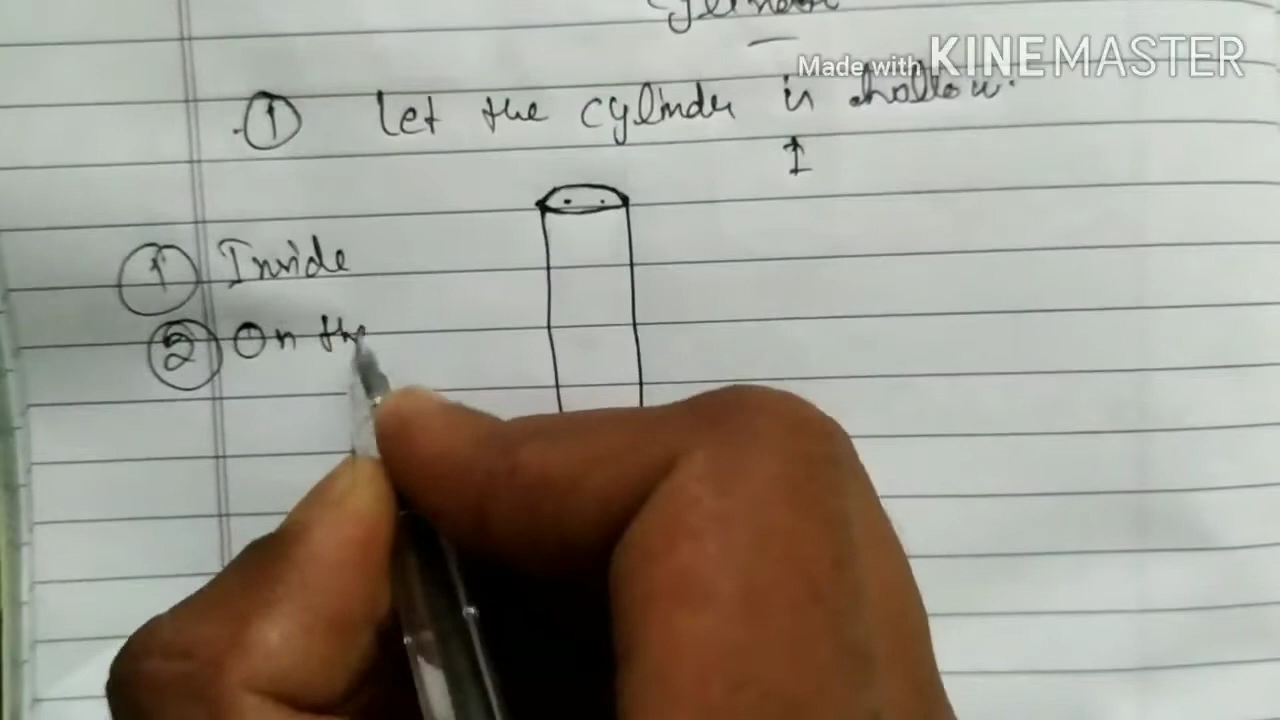 Made with KINEMASTER
① Let the cylinder is hollow.
① Inside
② On the